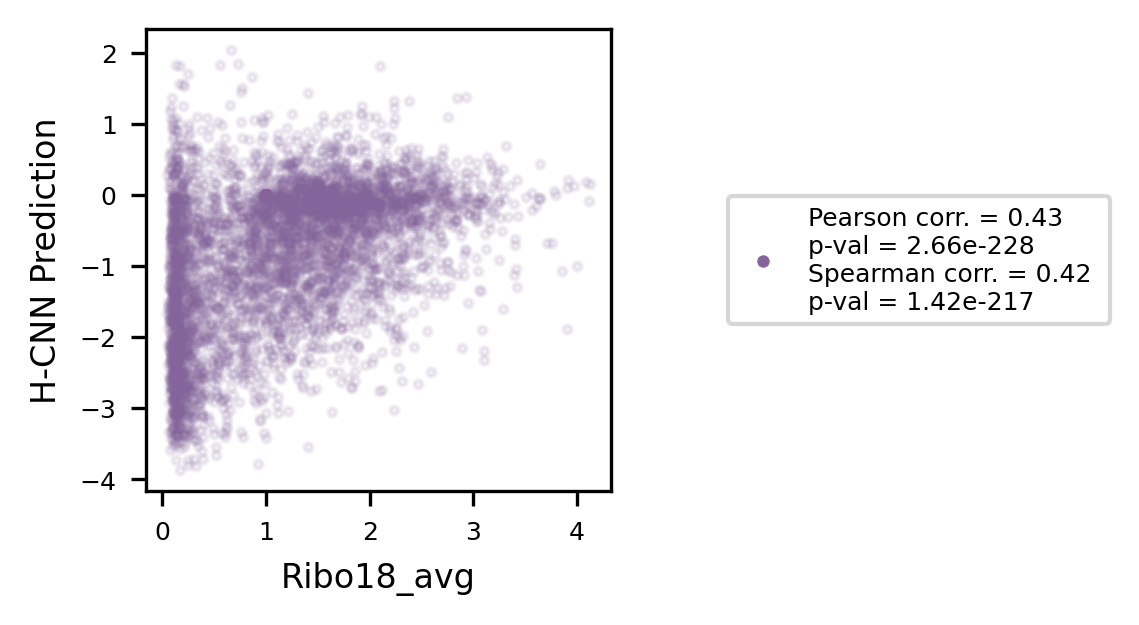 2
1
0
−1
−2
−3
−4
H-CNN Prediction
0 1 2 3 4
Ribo18_avg
Pearson corr. = 0.43
p-val = 2.66e-228
Spearman corr. = 0.42
p-val = 1.42e-217